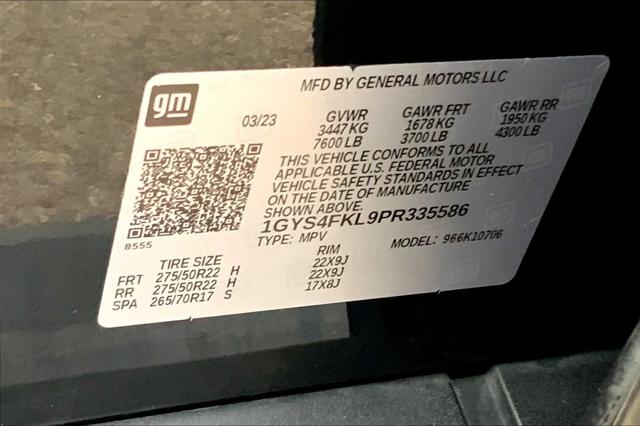 gm
MFD BY GENERAL MOTORS LLC
03/23 GVWR GAWR FRT GAWR RR
3447 KG 1678 KG 1950 KG
7600 LB 3700 LB 4300 LB
THIS VEHICLE CONFORMS TO ALL
APPLICABLE U.S. FEDERAL MOTOR
VEHICLE SAFETY STANDARDS IN EFFECT
ON THE DATE OF MANUFACTURE
SHOWN ABOVE.
1GYS4FKL9PR335586
8555
TYPE: MPV MODEL: 966K10706
TIRE SIZE RIM
FRT 275/50R22 H 22X9J
RR 275/50R22 H 22X9J
SPA 265/70R17 S 17X8J